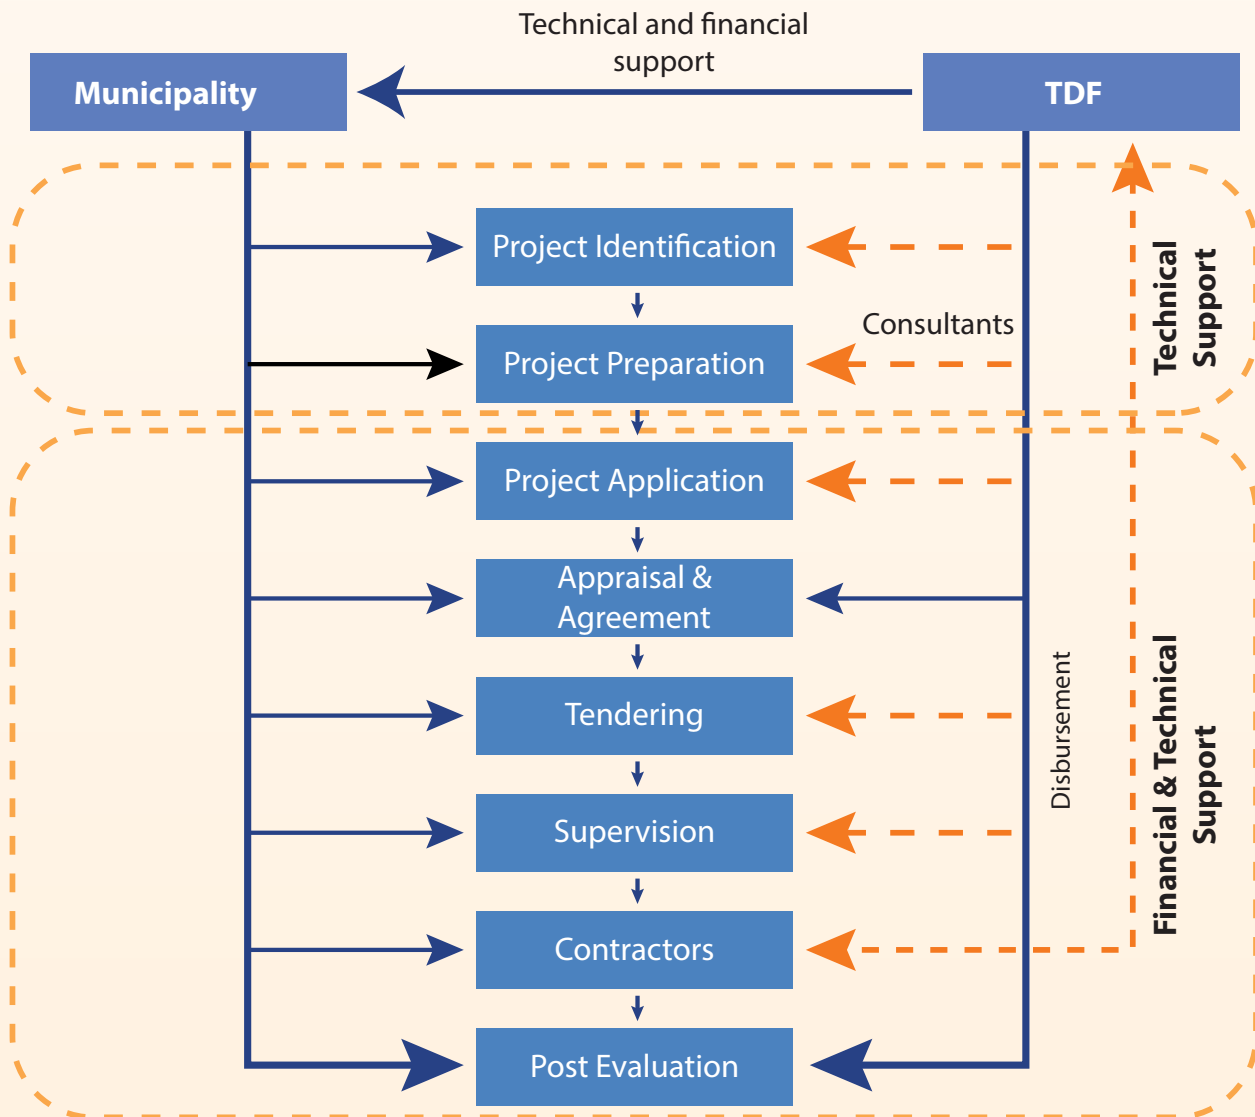 Technical and financial
support
Municipality
TDF
Project Identification
Consultants
Project Preparation
Technical
Support
Project Application
Appraisal &
Agreement
Tendering
Disbursement
Financial & Technical
Support
Supervision
Contractors
Post Evaluation